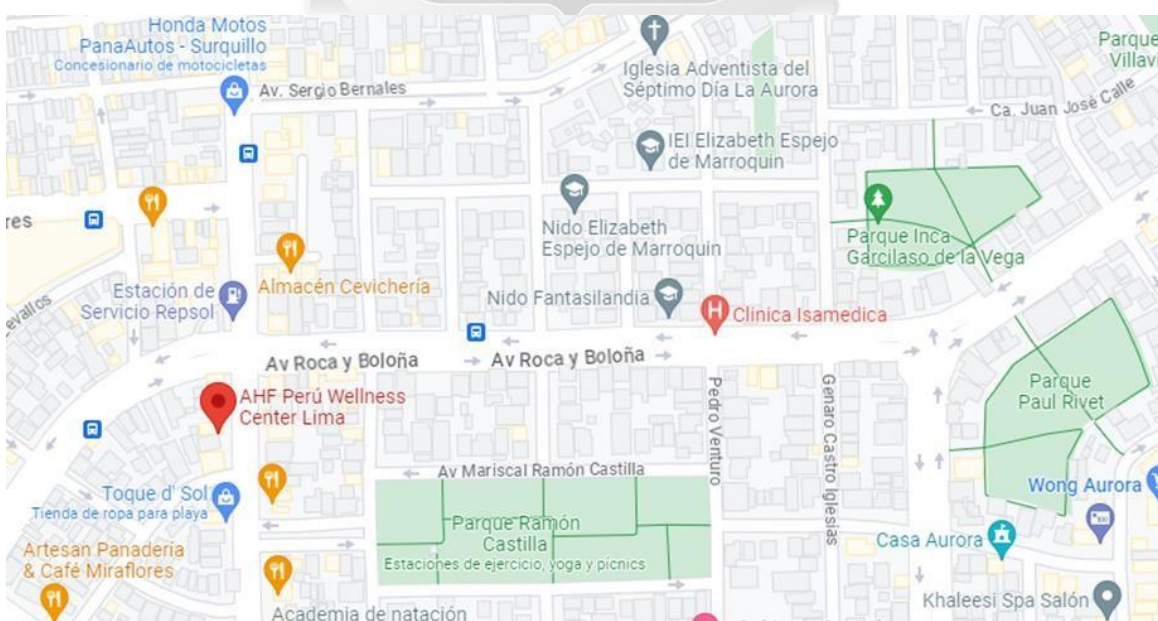 Honda Motos
PanaAutos - Surquillo
Concesionario de motocicletas
Av. Sergio Bernales
Iglesia Adventista del
Séptimo Día La Aurora
Parque
Ca. Juan José Calle
IEI Elizabeth Espejo
de Marroquin
Nido Elizabeth
Espejo de Marroquin
Parque Inca
Garcilaso de la Vega
Almacén Cevichería
Estación de
Servicio Repsol
Nido Fantasilandia
H
Clinica Isamedica
Av Roca y Boloña
Av Roca y Boloña
AHF Perú Wellness
Center Lima
Pedro Venturo
Genaro Castro Iglesias
Parque
Paul Rivet
Av Mariscal Ramón Castilla
Toque d' Sol
Tienda de ropa para playa
Parque Ramón
Castilla
Estaciones de ejercicio, yoga y picnics
Wong Aurora
Casa Aurora
Artesan Panadería
& Café Miraflores
Academia de natación
Khaleesi Spa Salón